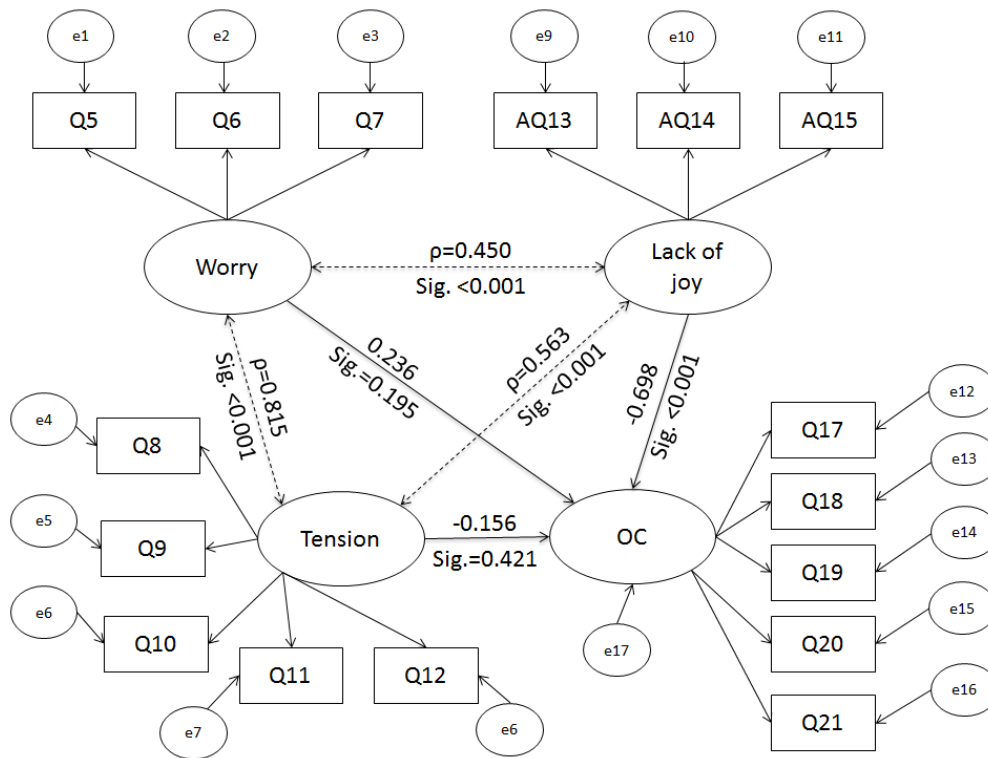 e1
e2
e3
e9
e10
e11
Q5
Q6
Q7
AQ13
AQ14
AQ15
Worry
Lack of
joy
ρ=0.450
Sig. <0.001
ρ=0.815
Sig. <0.001
0.236
Sig.=0.195
ρ=0.563
Sig. <0.001
-0.698
Sig. <0.001
e4
Q8
e5
Q9
e6
Q10
Q11
e7
Q12
e6
Tension
-0.156
Sig.=0.421
OC
e17
Q17
e12
Q18
e13
Q19
e14
Q20
e15
Q21
e16